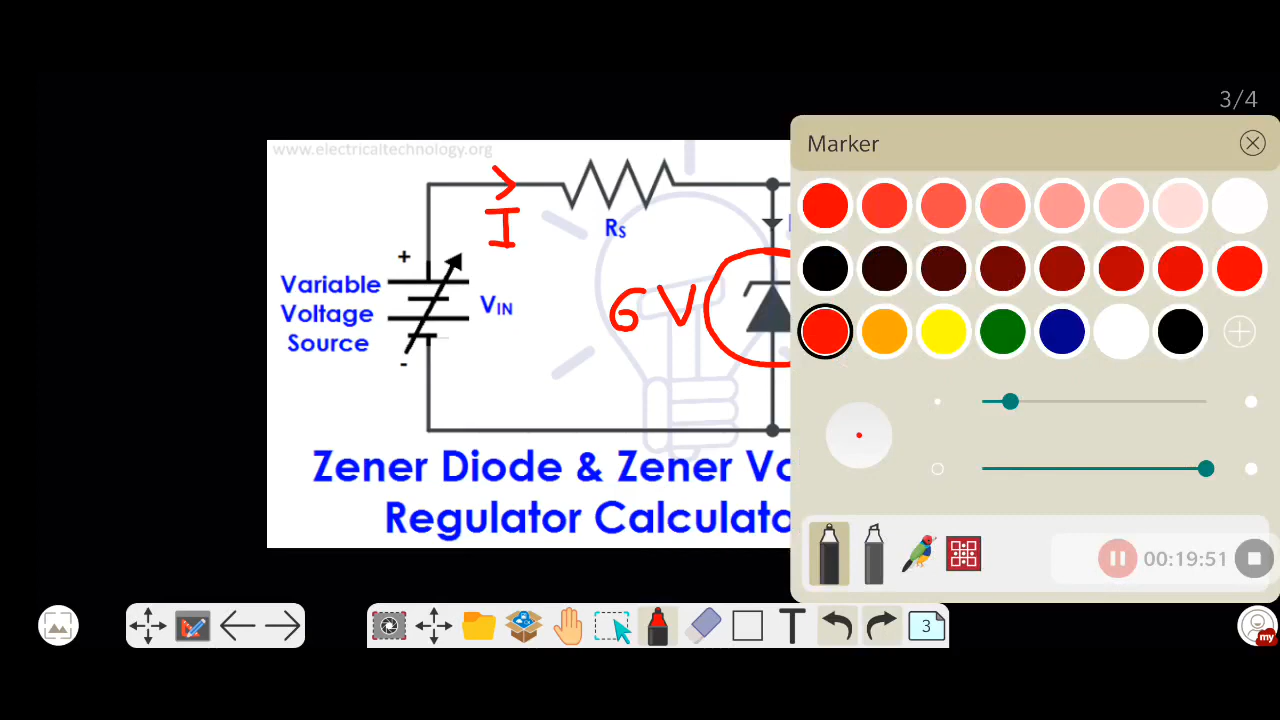 3/4
Marker
www.electricaltechnology.org
I
RS
+
Variable
Voltage
Source
VIN
-
6V
Zener Diode & Zener Vo
Regulator Calculato
00:19:51
T
3
my